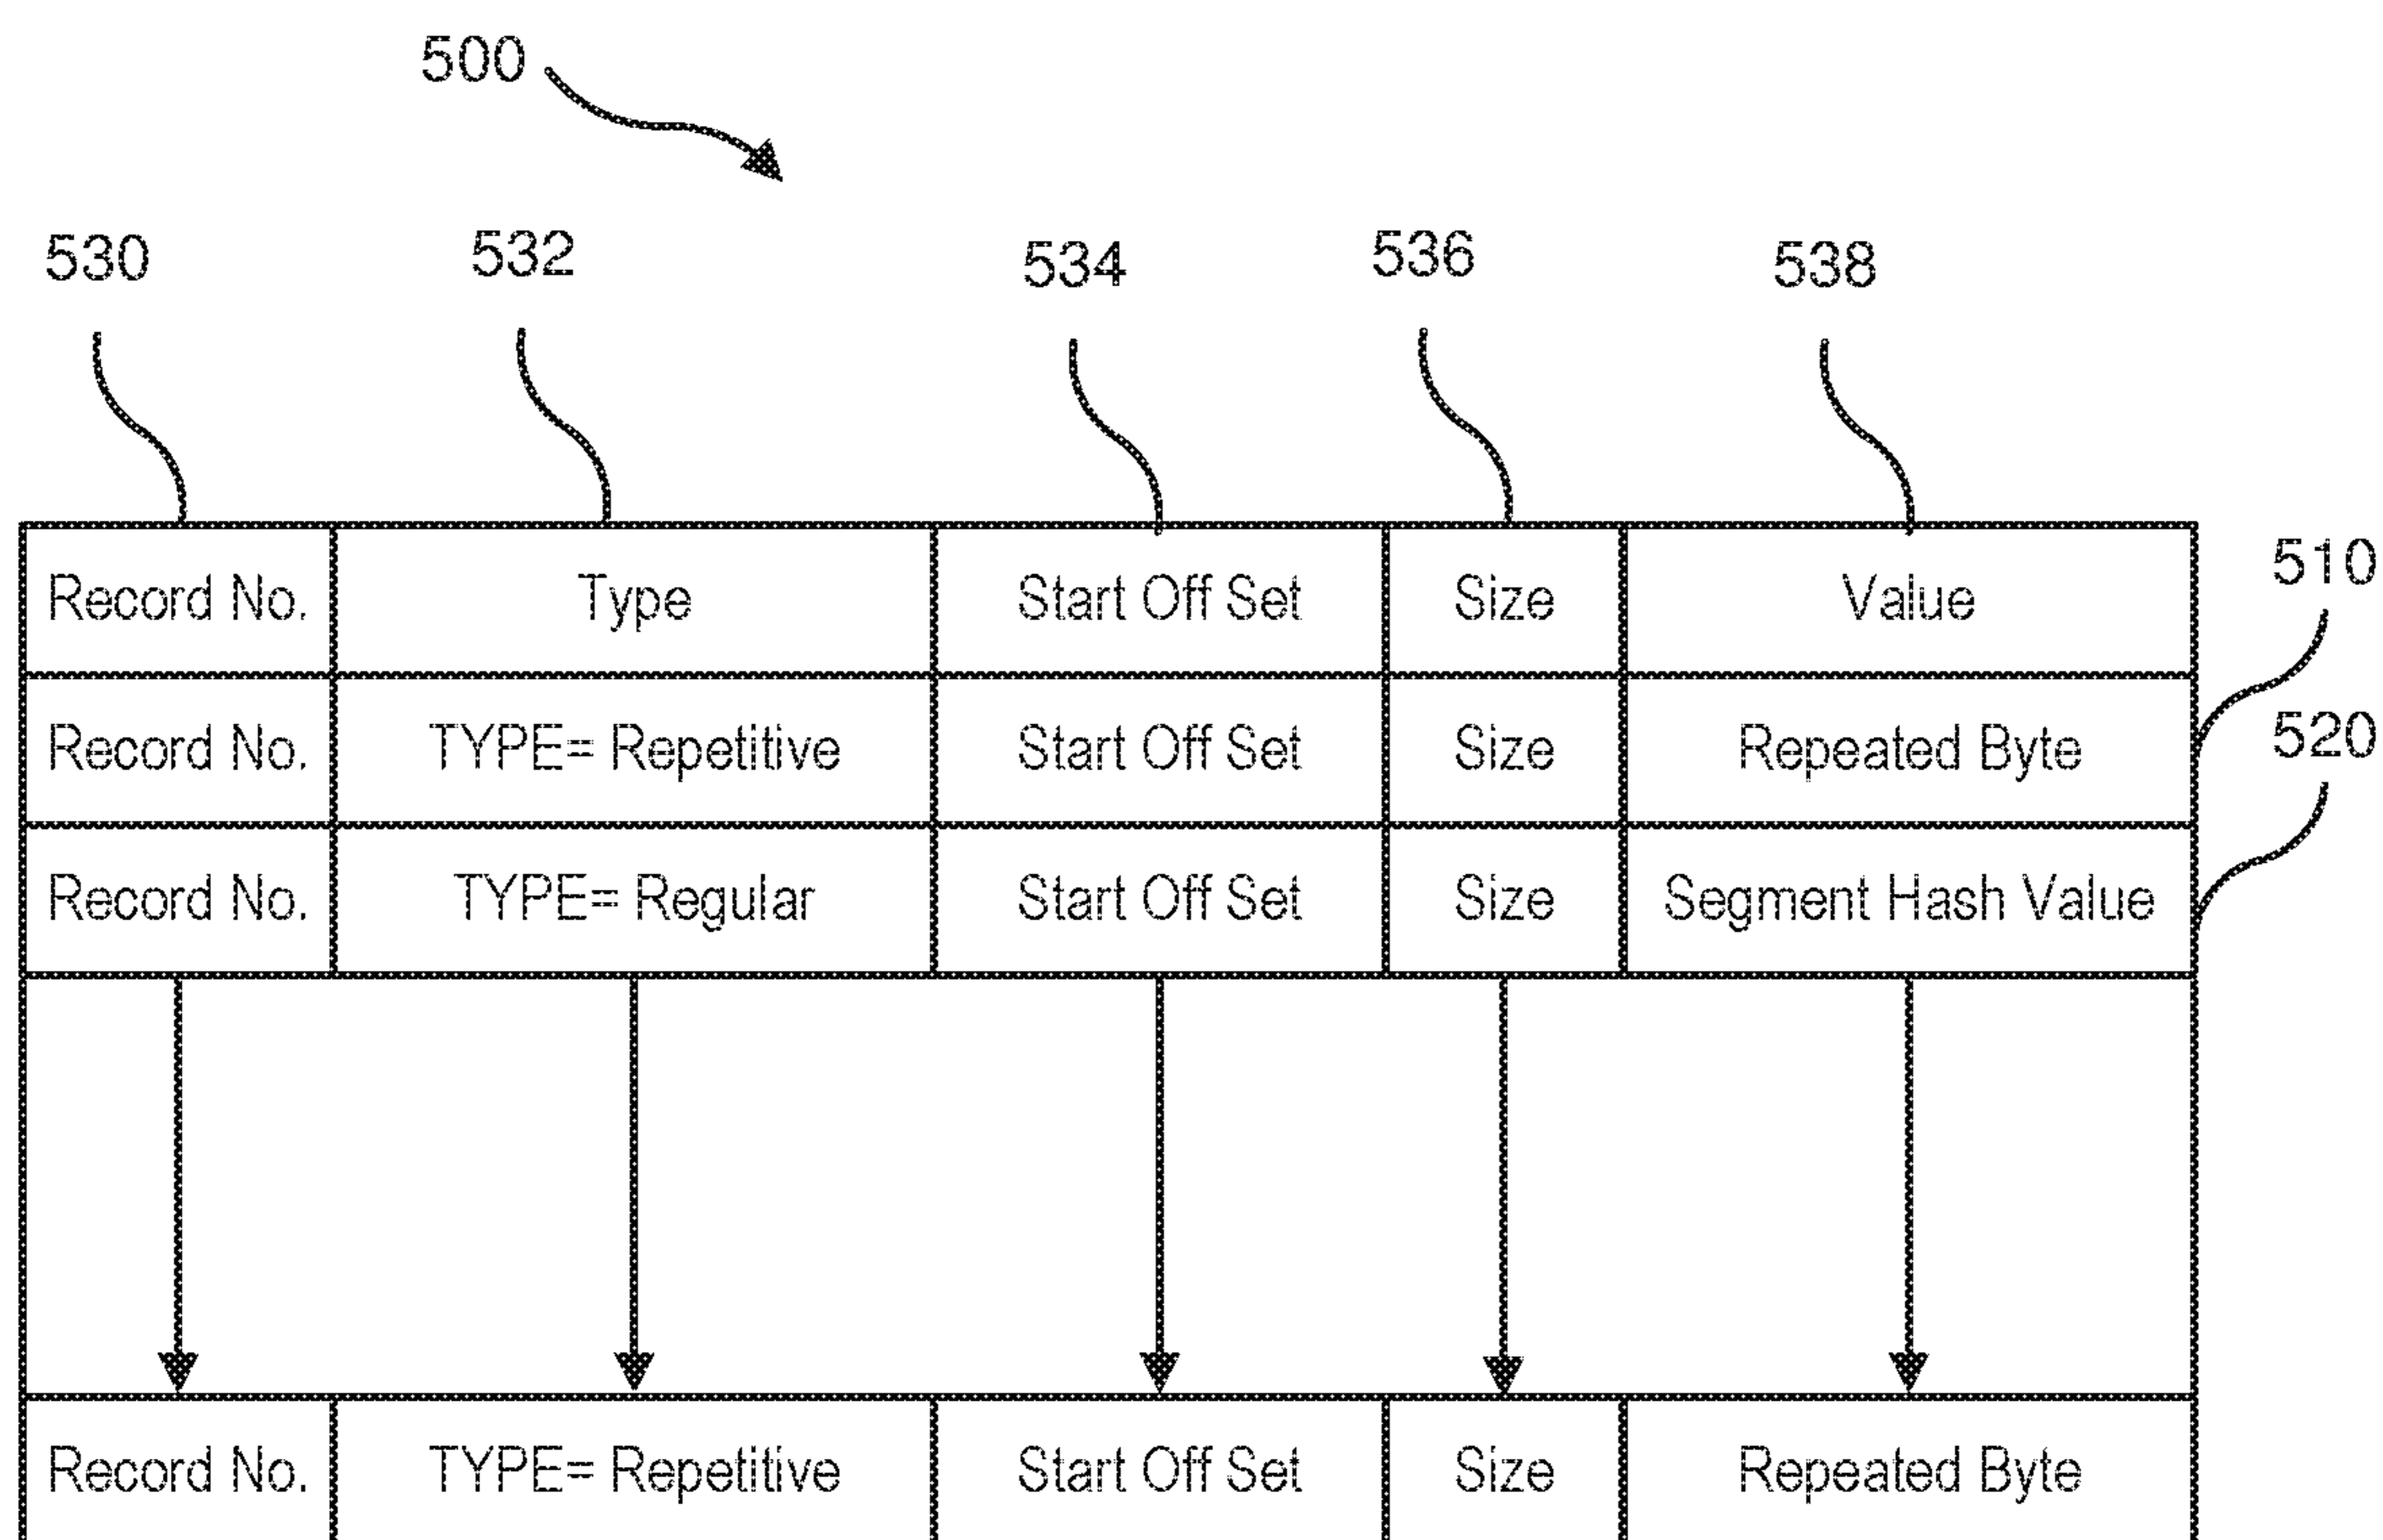 500
530 532 534 536 538
Record No. Type Start Off Set Size Value
510
Record No. TYPE= Repetitive Start Off Set Size Repeated Byte
520
Record No. TYPE= Regular Start Off Set Size Segment Hash Value
Record No. TYPE= Repetitive Start Off Set Size Repeated Byte